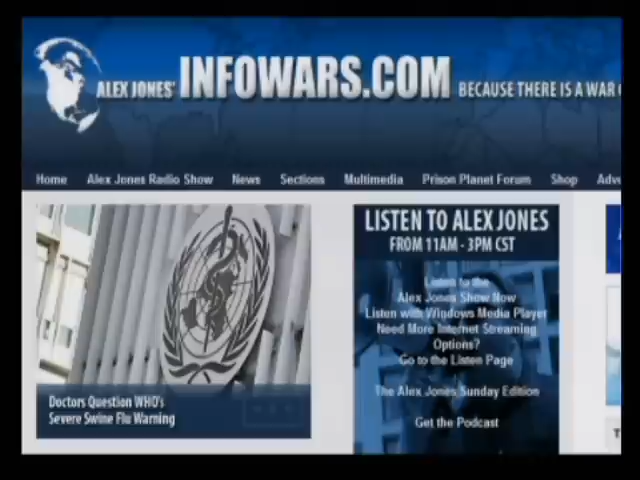 ALEX JONES' INFOWARS.COM BECAUSE THERE IS A WAR
Home Alex Jones Radio Show News Sections Multimedia Prison Planet Forum Shop
LISTEN TO ALEX JONES
FROM 11AM - 3PM CST
Listen to the
Alex Jones Show Now
Listen with Windows Media Player
Need More Internet Streaming
Options?
Go to the Listen Page
The Alex Jones Sunday Edition
Get the Podcast
Doctors Question WHO's
Severe Swine Flu Warning